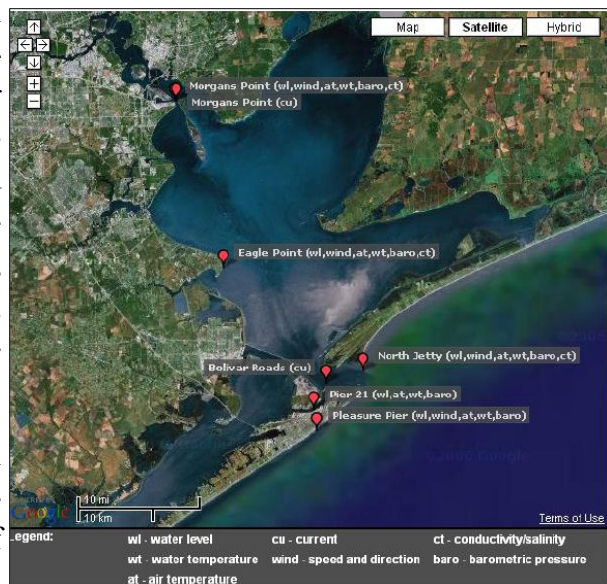 Map Satellite Hybrid
Morgans Point (wl,wind,at,wt,baro,ct)
Morgans Point (cu)
Eagle Point (wl,wind,at,wt,baro,ct)
North Jetty (wl,wind,at,wt,baro,ct)
Bolivar Roads (cu)
Pier 21 (wl,at,wt,baro)
Pleasure Pier (wl,wind,at,wt,baro)
10 mi
10 km
Google
Terms of Use
Legend: wl - water level cu - current ct - conductivity/salinity
wt - water temperature wind - speed and direction baro - barometric pressure
at - air temperature